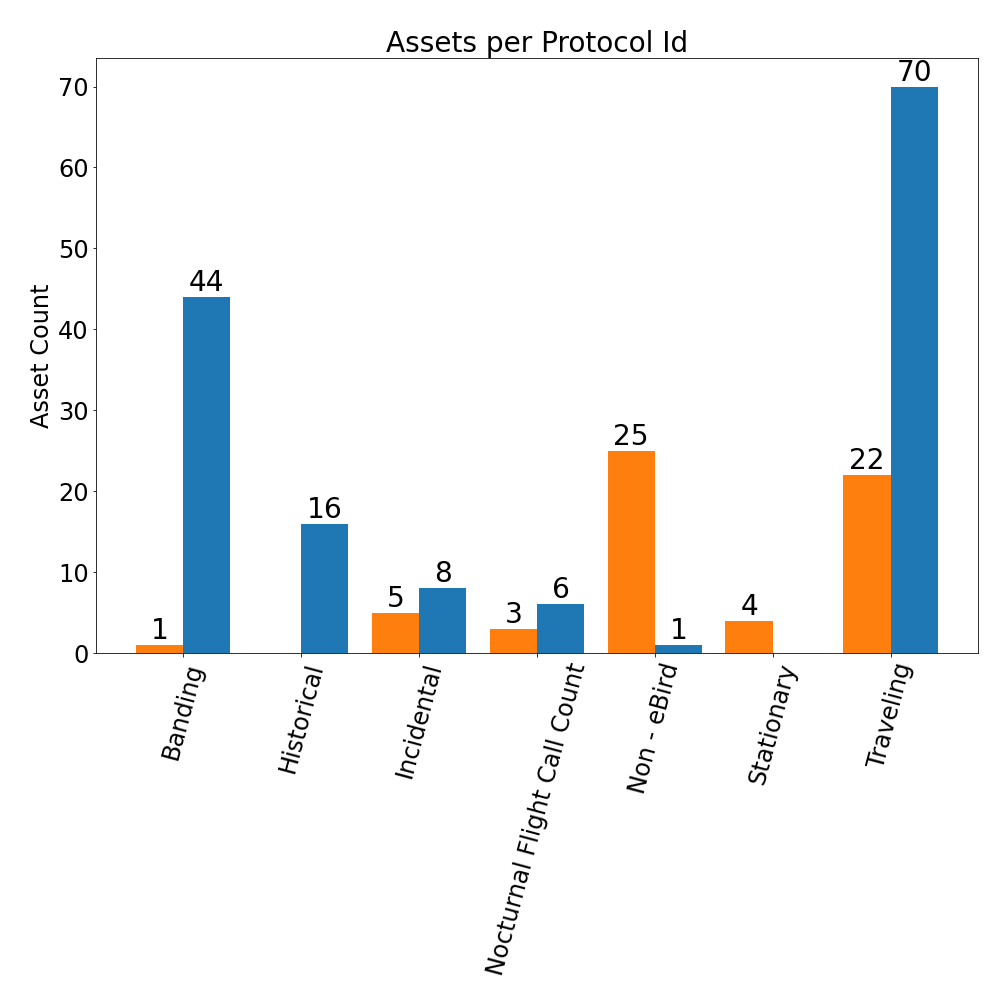 Assets per Protocol Id
Asset Count
70
60
50
40
30
20
10
0
1
44
16
5
8
3
6
25
1
4
22
70
Banding
Historical
Incidental
Nocturnal Flight Call Count
Non - eBird
Stationary
Traveling